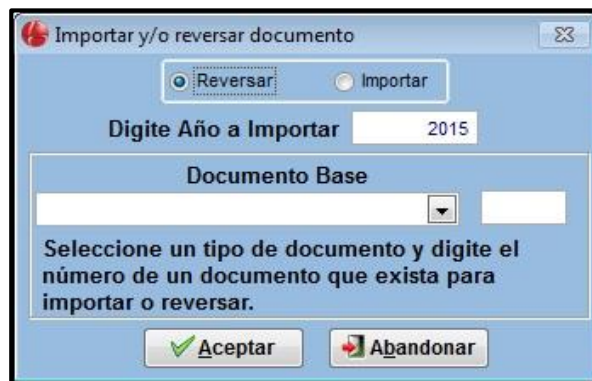 Importar y/o reversar documento
Reversar Importar
Digite Año a Importar 2015
Documento Base
Seleccione un tipo de documento y digite el
número de un documento que exista para
importar o reversar.
Aceptar Abandonar